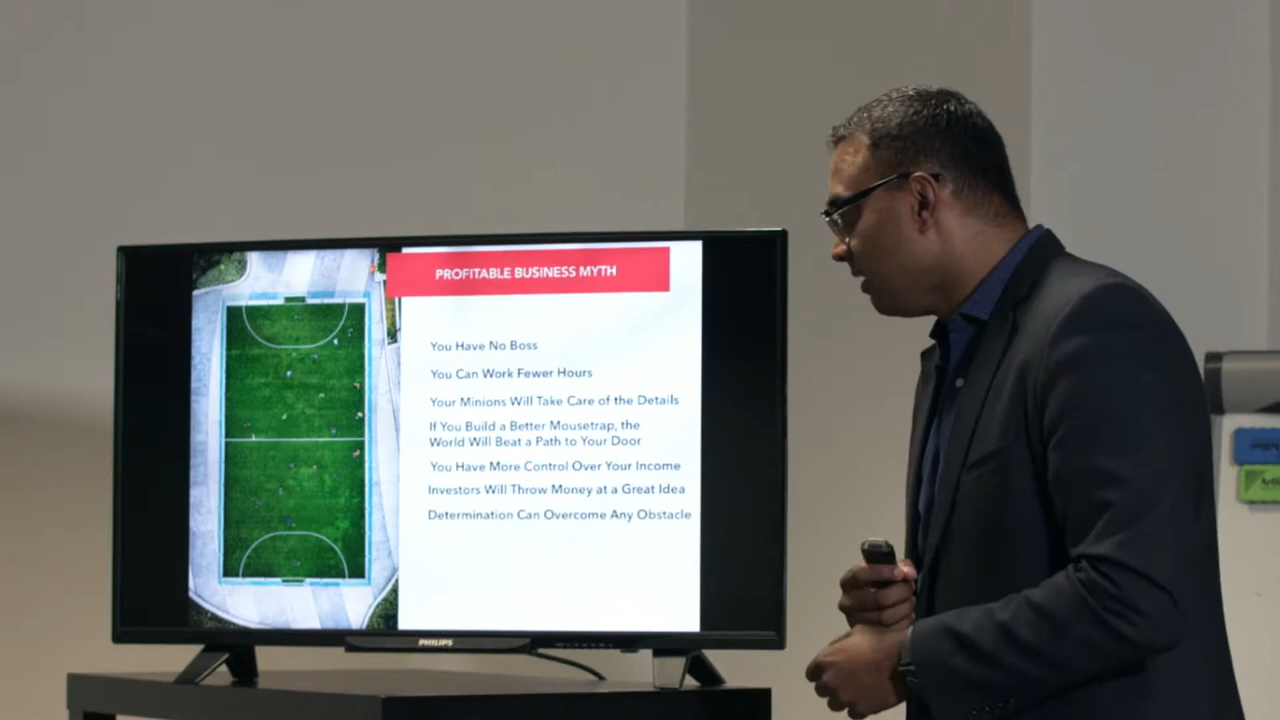 PROFITABLE BUSINESS MYTH
You Have No Boss
You Can Work Fewer Hours
Your Minions Will Take Care of the Details
If You Build a Better Mousetrap, the
World Will Beat a Path to Your Door
You Have More Control Over Your Income
Investors Will Throw Money at a Great Idea
Determination Can Overcome Any Obstacle
PHILIPS